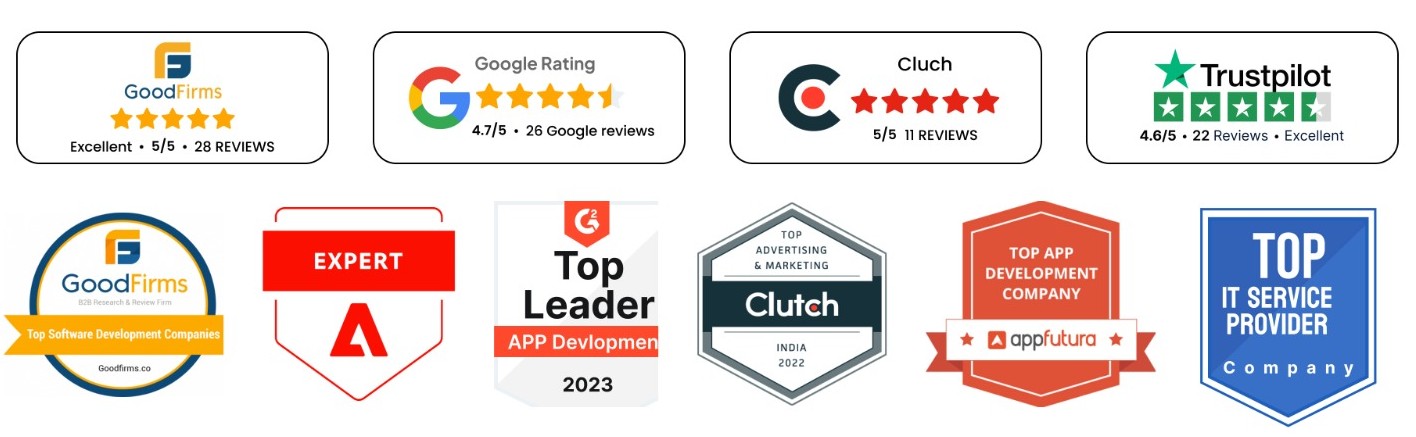 GoodFirms
Excellent • 5/5 • 28 REVIEWS
Google Rating
4.7/5 • 26 Google reviews
Cluch
5/5 11 REVIEWS
Trustpilot
4.6/5 • 22 Reviews • Excellent
GoodFirms
B2B Research & Review Firm
Top Software Development Companies
Goodfirms.co
EXPERT
G2
Top
Leader
APP Devlopmen
2023
TOP
ADVERTISING
& MARKETING
Clutch
INDIA
2022
TOP APP
DEVELOPMENT
COMPANY
appfutura
TOP
IT SERVICE
PROVIDER
Company